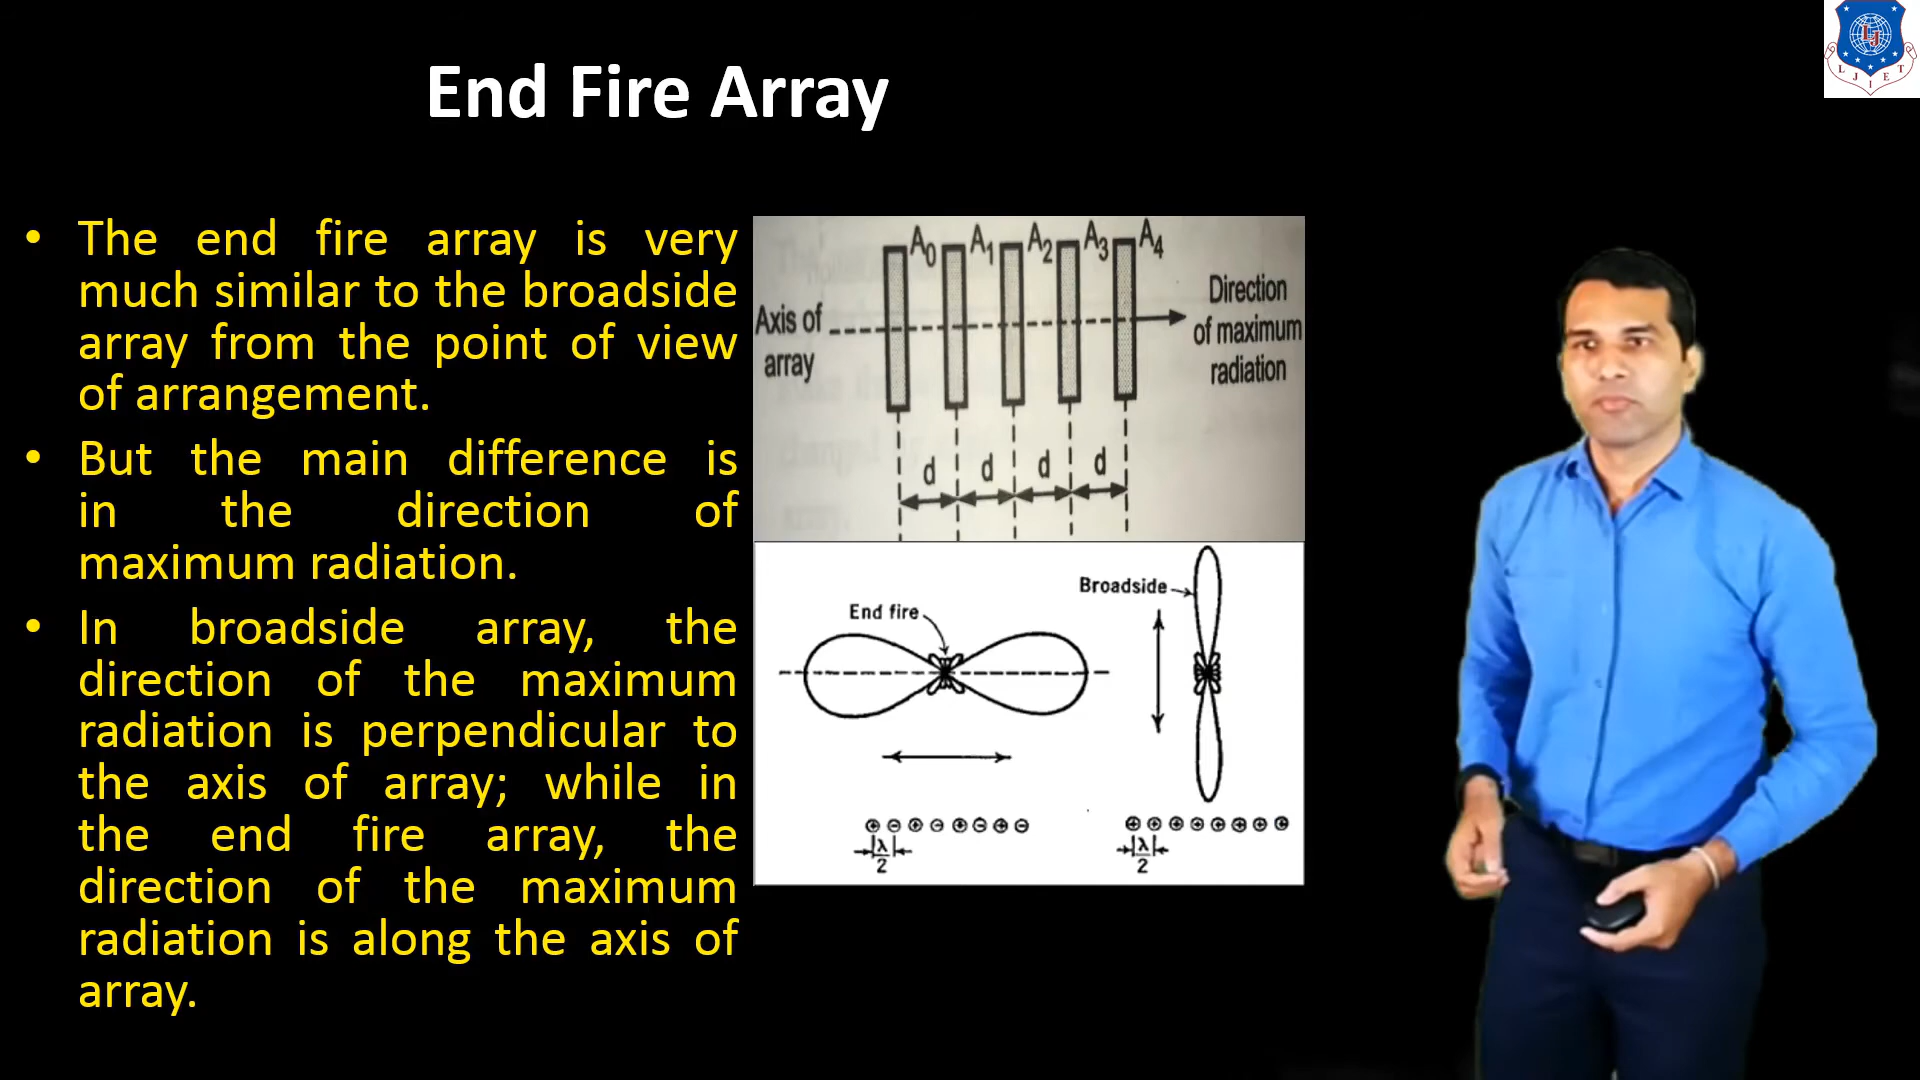 End Fire Array
• The end fire array is very
much similar to the broadside
array from the point of view
of arrangement.
• But the main difference is
in the direction of
maximum radiation.
• In broadside array, the
direction of the maximum
radiation is perpendicular to
the axis of array; while in
the end fire array, the
direction of the maximum
radiation is along the axis of
array.
A0 A1 A2 A3 A4
Axis of
array
Direction
of maximum
radiation
d d d d
End fire
Broadside
λ/2
λ/2
L J I E T